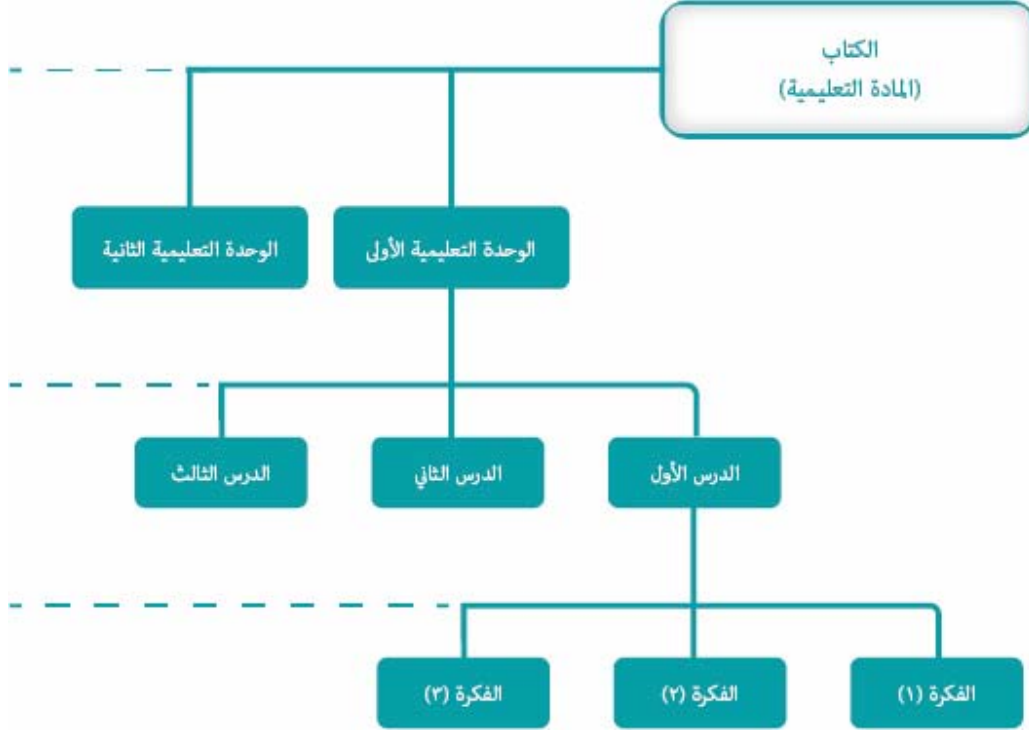 الكتاب
(المادة التعليمية)
الوحدة التعليمية الأولى
الوحدة التعليمية الثانية
الدرس الأول
الدرس الثاني
الدرس الثالث
الفكرة (١)
الفكرة (٢)
الفكرة (٣)